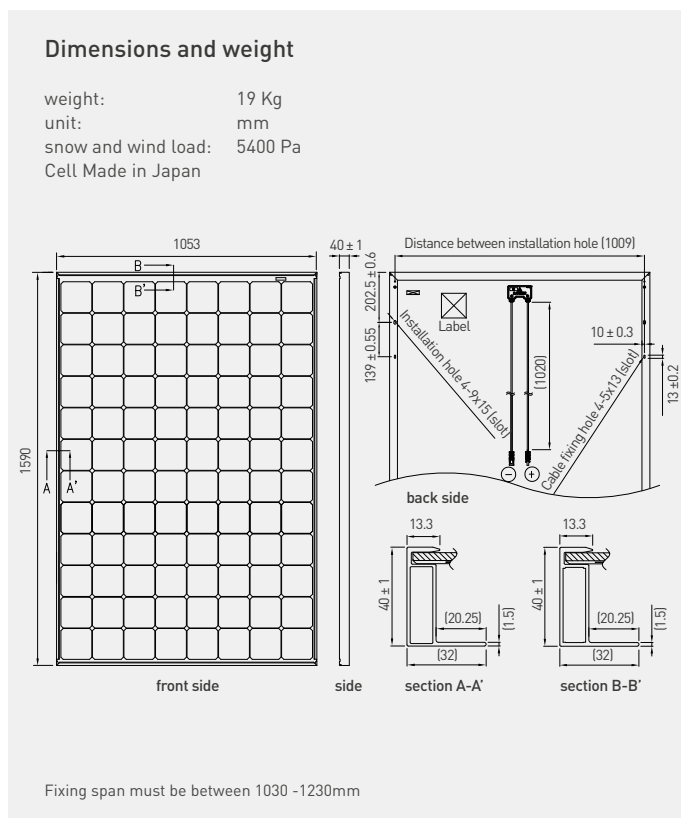 Dimensions and weight
weight: 19 Kg
unit: mm
snow and wind load: 5400 Pa
Cell Made in Japan
1053
40 ± 1
Distance between installation hole (1009)
B
B'
202.5 ± 0.6
Label
Installation hole 4-9x15 (slot)
10 ± 0.3
139 ± 0.55
(1020)
13 ±0.2
Cable fixing hole 4-5x13 (slot)
1590
A
A'
− +
back side
13.3
13.3
40 ± 1
(20.25)
(1.5)
(32)
40 ± 1
(20.25)
(1.5)
(32)
front side
side
section A-A'
section B-B'
Fixing span must be between 1030 -1230mm